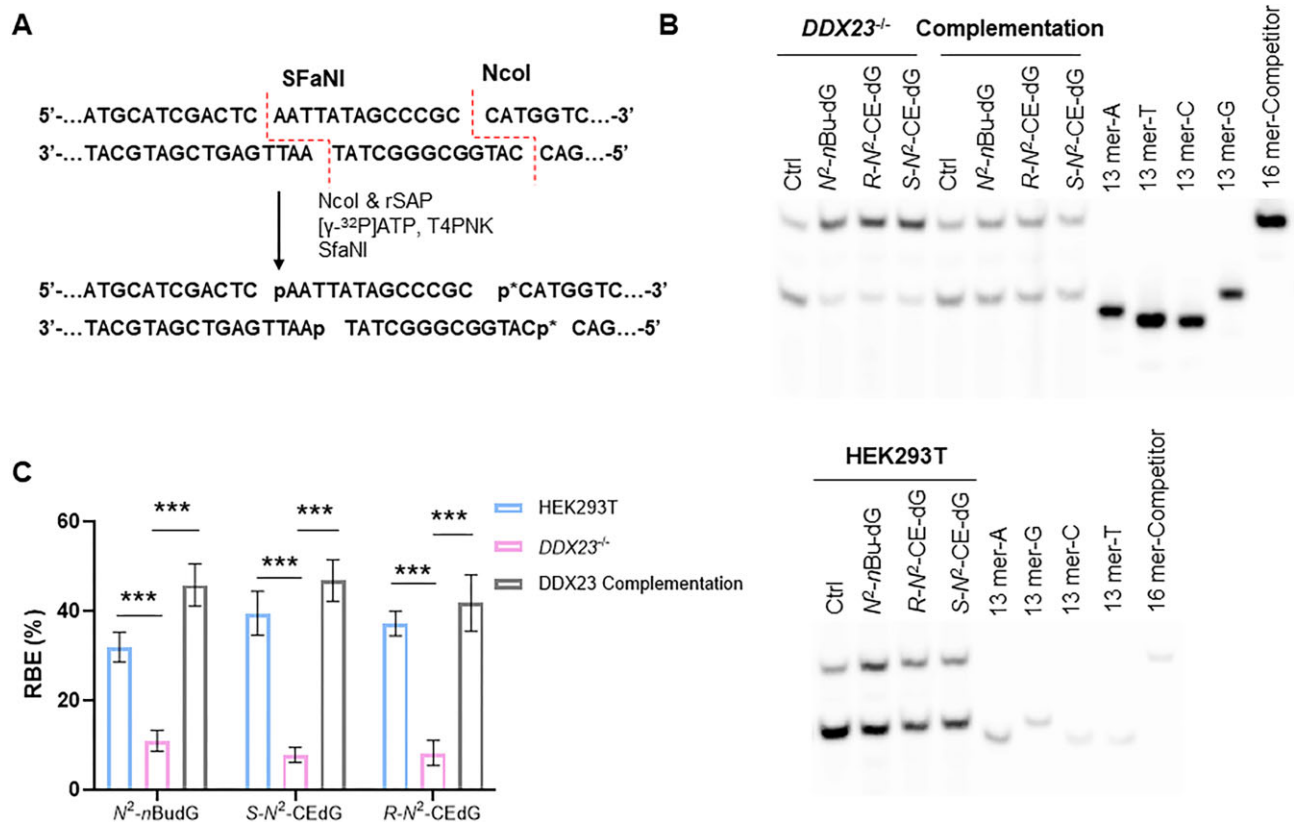 A
SFaNI
NcoI
5'-...ATGCATCGACTC AATTATAGCCCGC CATGGTC...-3'
3'-...TACGTAGCTGAGTTAA TATCGGGCGGTAC CAG...-5'
NcoI & rSAP
[γ-³²P]ATP, T4PNK
SfaNI
5'-...ATGCATCGACTC pAATTATAGCCCGC p*CATGGTC...-3'
3'-...TACGTAGCTGAGTTAAp TATCGGGCGGTACp* CAG...-5'
B
DDX23⁻/⁻ Complementation
Ctrl
N²-nBu-dG
R-N²-CE-dG
S-N²-CE-dG
Ctrl
N²-nBu-dG
R-N²-CE-dG
S-N²-CE-dG
13 mer-A
13 mer-T
13 mer-C
13 mer-G
16 mer-Competitor
HEK293T
Ctrl
N²-nBu-dG
R-N²-CE-dG
S-N²-CE-dG
13 mer-A
13 mer-G
13 mer-C
13 mer-T
16 mer-Competitor
C
RBE (%)
60
40
20
0
*** *** *** *** *** ***
N²-nBudG S-N²-CEdG R-N²-CEdG
HEK293T
DDX23⁻/⁻
DDX23 Complementation